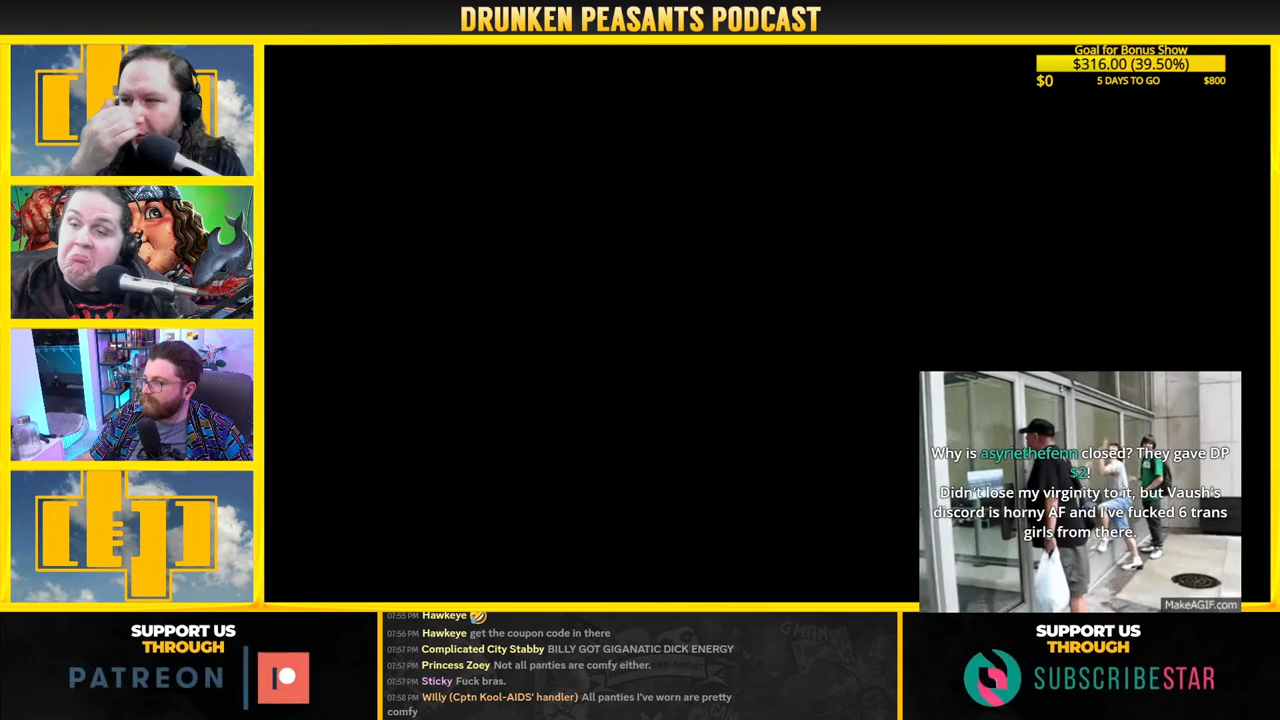 DRUNKEN PEASANTS PODCAST
Goal for Bonus Show
$316.00 (39.50%)
$0 5 DAYS TO GO $800
Why is asyriethefenn closed? They gave DP
$2!
Didn't lose my virginity to it, but Vaush's
discord is horny AF and I've fucked 6 trans
girls from there.
MakeAGIF.com
SUPPORT US
THROUGH
PATREON
07:55 PM Hawkeye 🤣
07:56 PM Hawkeye get the coupon code in there
07:57 PM Complicated City Stabby BILLY GOT GIGANATIC DICK ENERGY
07:57 PM Princess Zoey Not all panties are comfy either.
07:57 PM Sticky Fuck bras.
07:58 PM WIlly (Cptn Kool-AIDS' handler) All panties I've worn are pretty
comfy
SUPPORT US
THROUGH
SUBSCRIBESTAR